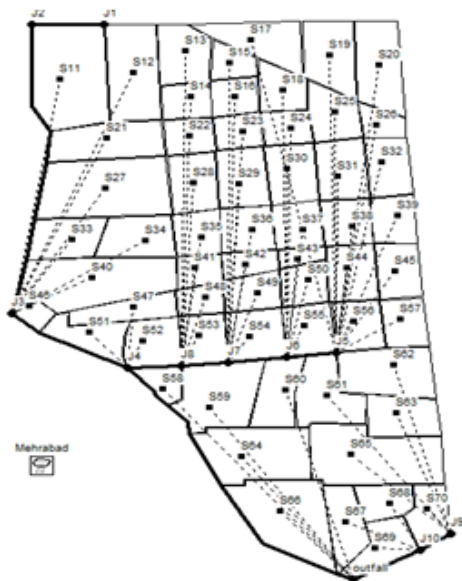 J2 J1
S17
S13
S15 S19
S11 S12 S20
S18
S14 S16
S25
S21 S22 S23 S24 S26
S30
S27 S28 S29 S31 S32
S33 S34 S35 S36 S37 S38 S39
S40 S41 S42 S43 S44 S45
S50
J3 S46 S47 S48 S49
S51 S52 S53 S54 S55 S56 S57
J4 J8 J7 J6 J5
S58 S62
S59 S60 S61
S63
S64 S65
Mehrabad
S66 S67 S68 S70
J9
S69 J10
outfall